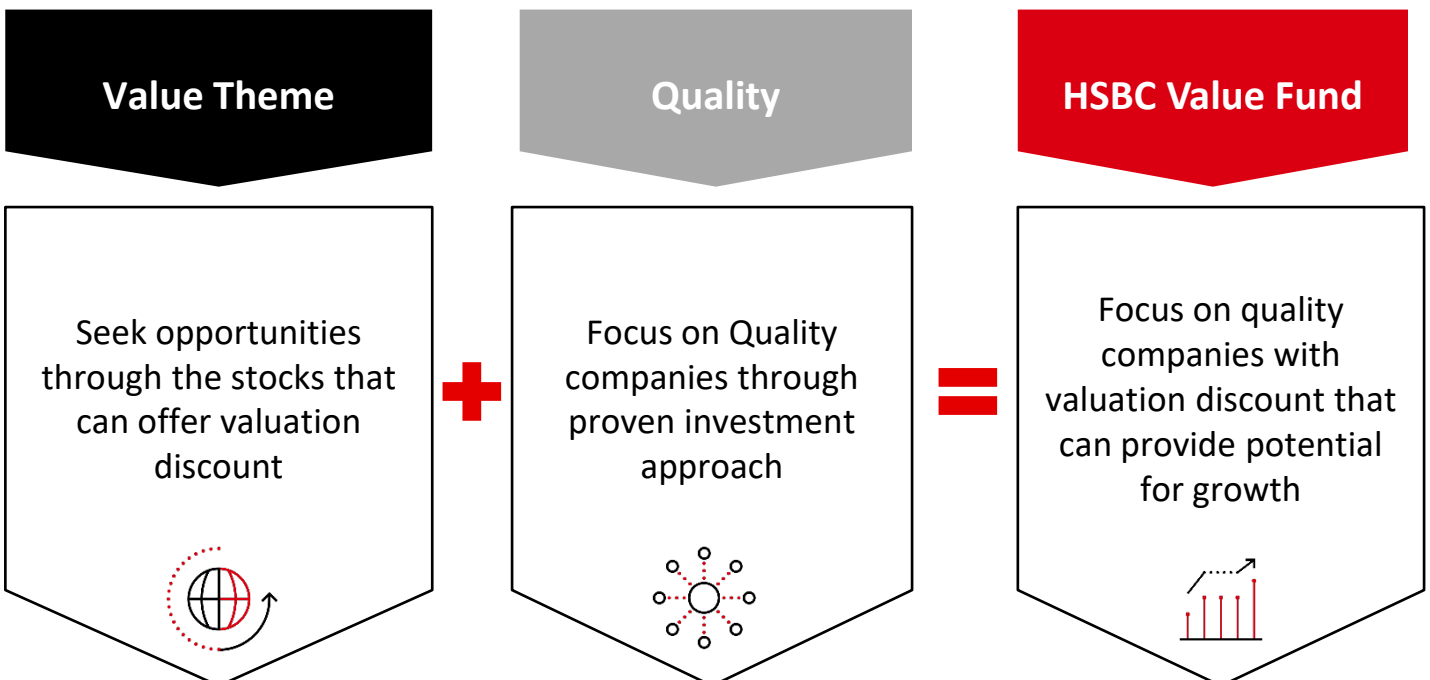 Value Theme
Quality
HSBC Value Fund
Seek opportunities
through the stocks that
can offer valuation
discount
Focus on Quality
companies through
proven investment
approach
Focus on quality
companies with
valuation discount that
can provide potential
for growth